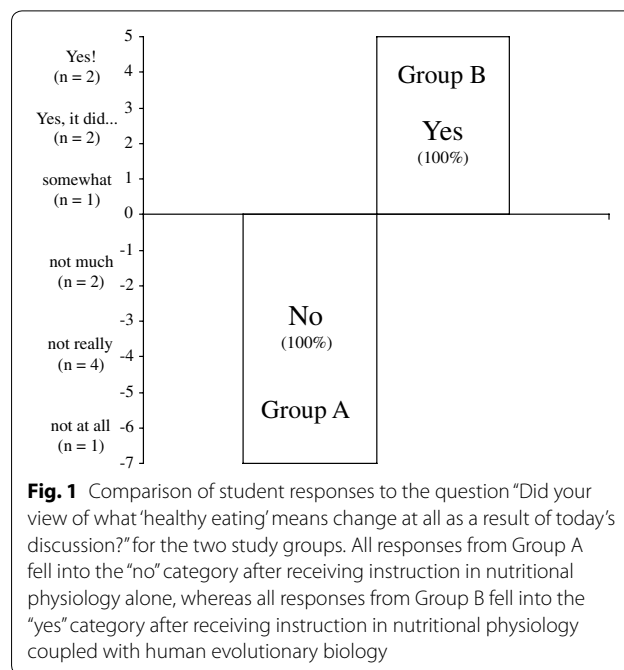 5
Yes!
(n = 2)
4
Group B
3
Yes, it did...
(n = 2)
2
Yes
(100%)
somewhat
(n = 1)
1
0
-1
not much
(n = 2)
-2
-3
No
(100%)
not really
(n = 4)
-4
-5
Group A
not at all
(n = 1)
-6
-7
Fig. 1 Comparison of student responses to the question “Did your
view of what ‘healthy eating’ means change at all as a result of today’s
discussion?” for the two study groups. All responses from Group A
fell into the “no” category after receiving instruction in nutritional
physiology alone, whereas all responses from Group B fell into the
“yes” category after receiving instruction in nutritional physiology
coupled with human evolutionary biology